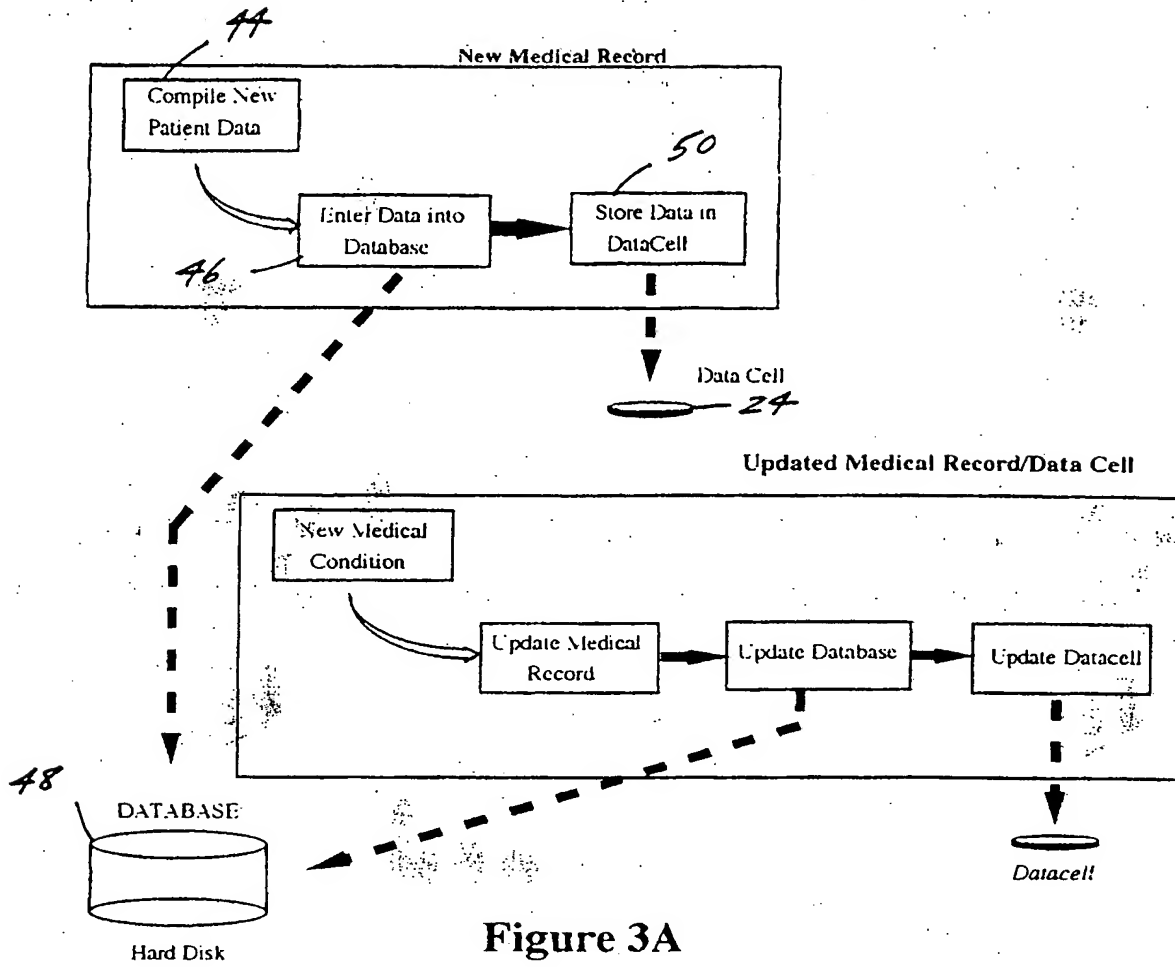 44
New Medical Record
Compile New
Patient Data
50
Enter Data into
Database
Store Data in
DataCell
46
Data Cell
24
Updated Medical Record/Data Cell
New Medical
Condition
Update Medical
Record
Update Database
Update Datacell
48
DATABASE
Datacell
Hard Disk
Figure 3A